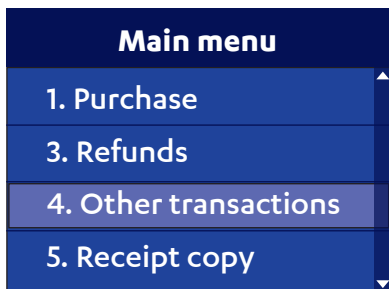 Main menu
1. Purchase
3. Refunds
4. Other transactions
5. Receipt copy